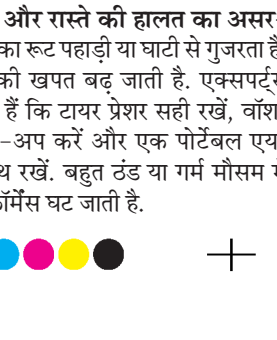 और रास्ते की हालत का असर
का रूट पहाड़ी या घाटी से गुजरता है
की खपत बढ़ जाती है. एक्सपर्ट्स
हैं कि टायर प्रेशर सही रखें, वॉश
-अप करें और एक पोर्टेबल एय
रखें. बहुत ठंड या गर्म मौसम में
घट जाती है.